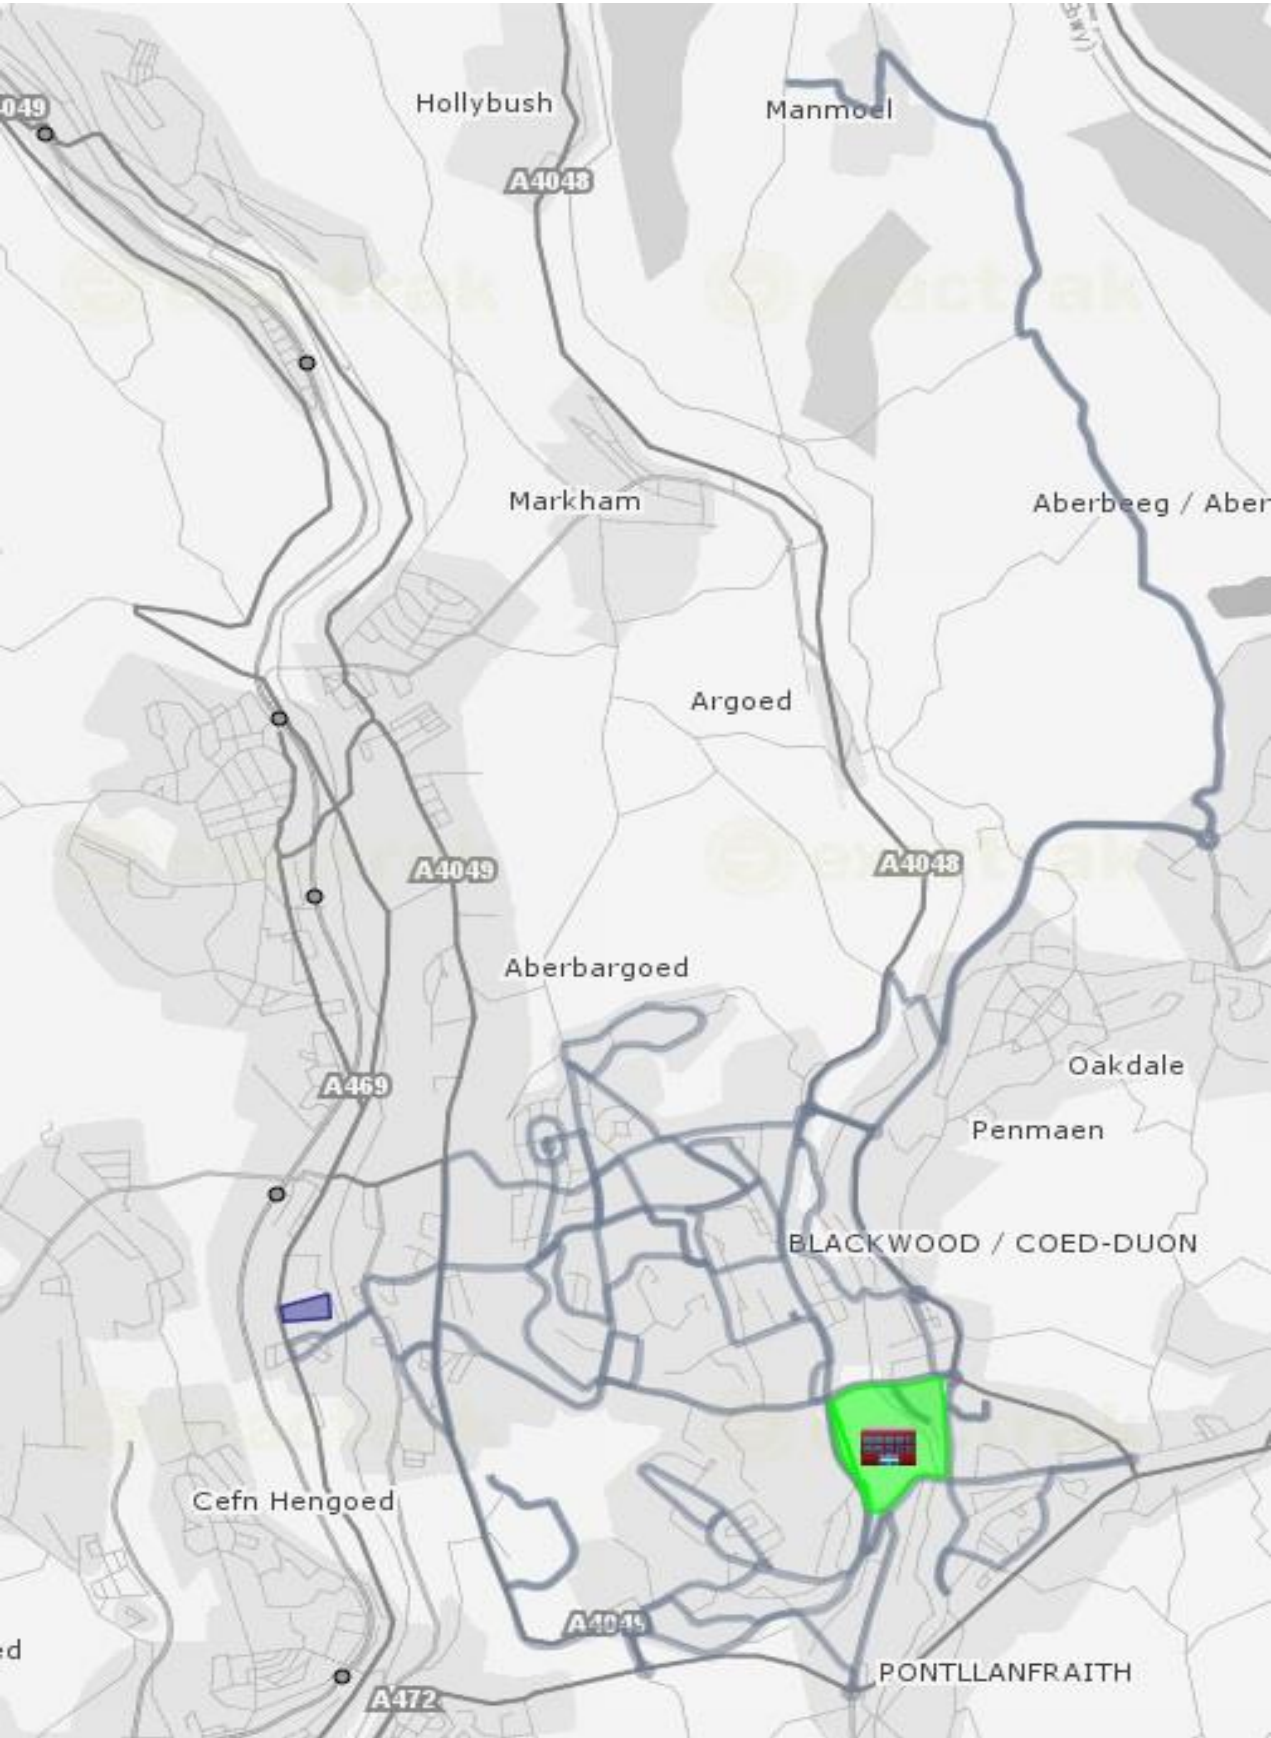 Hollybush
Manmoel
049
A4048
Markham
Aberbeeg / Aber
Argoed
A4049
A4048
Aberbargoed
Oakdale
A469
Penmaen
BLACKWOOD / COED-DUON
Cefn Hengoed
ed
PONTLLANFRAITH
A472